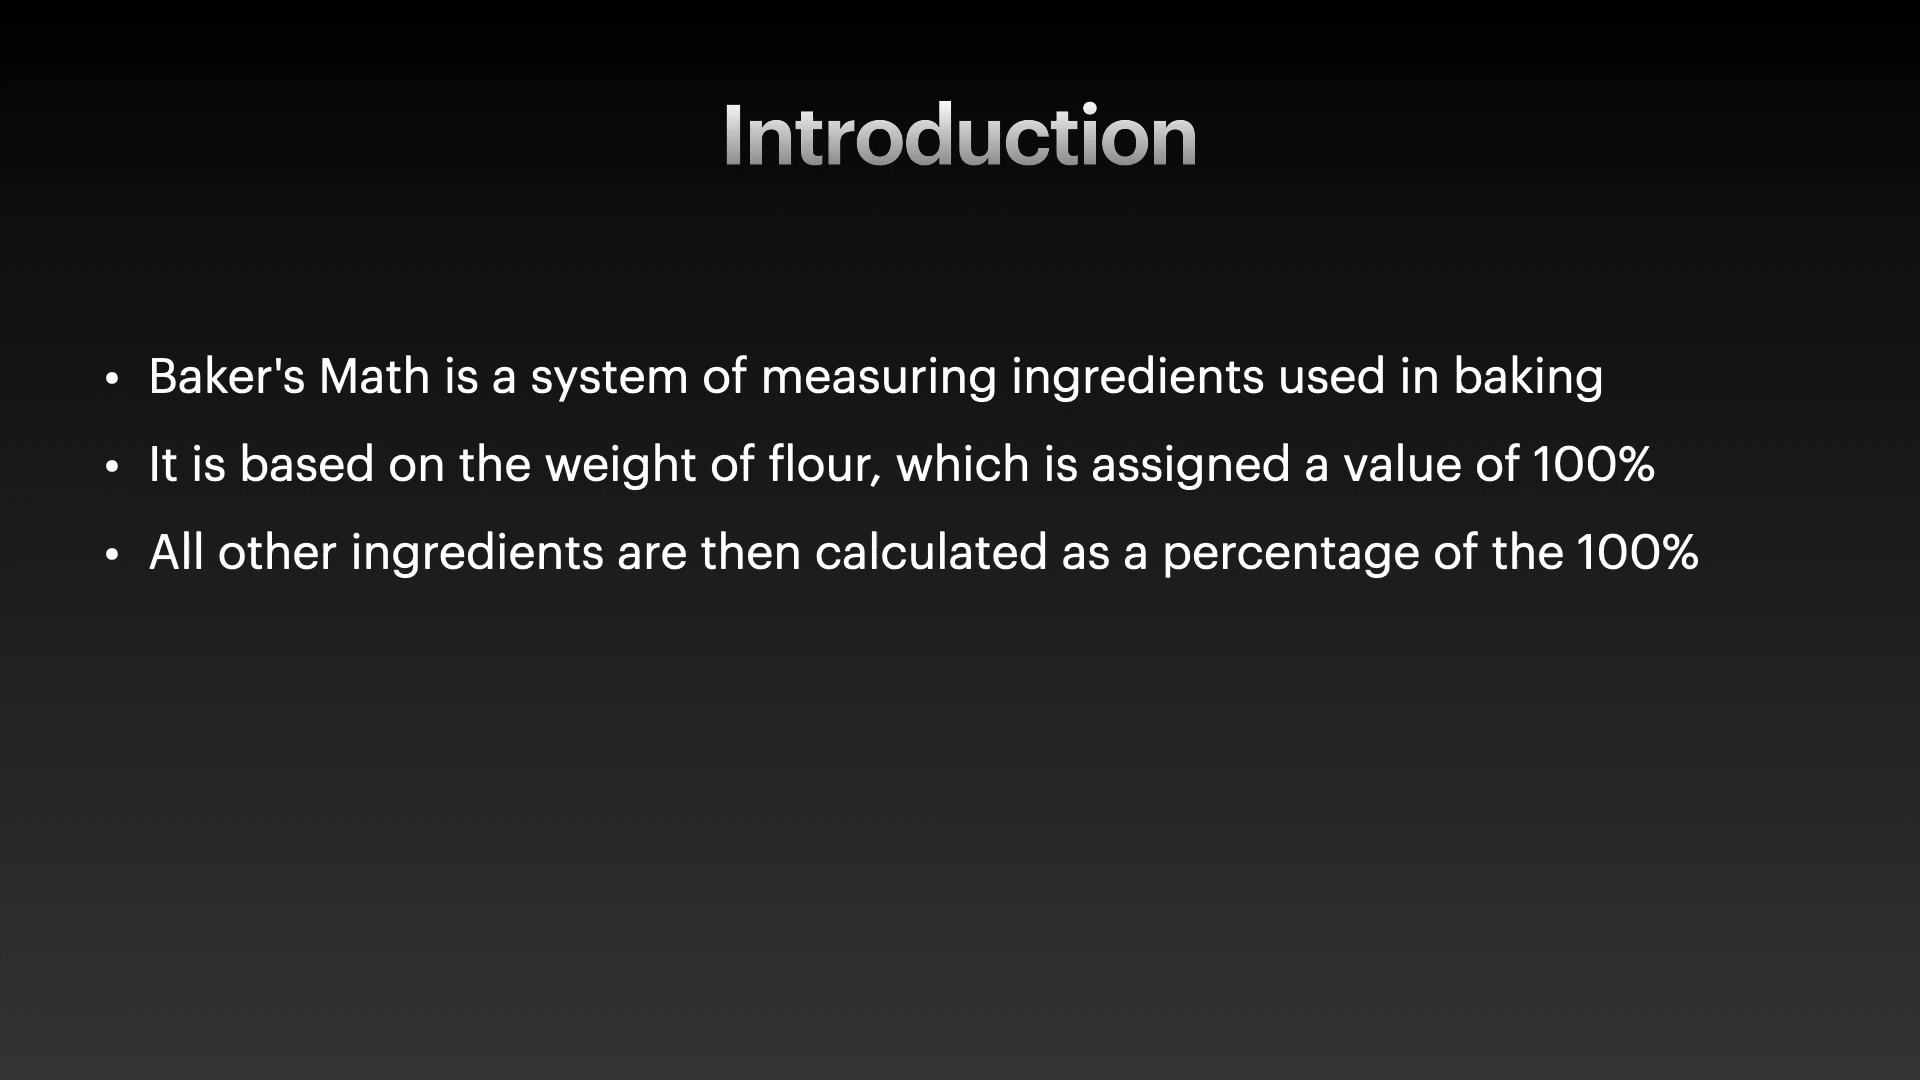 Introduction
• Baker's Math is a system of measuring ingredients used in baking
• It is based on the weight of flour, which is assigned a value of 100%
• All other ingredients are then calculated as a percentage of the 100%